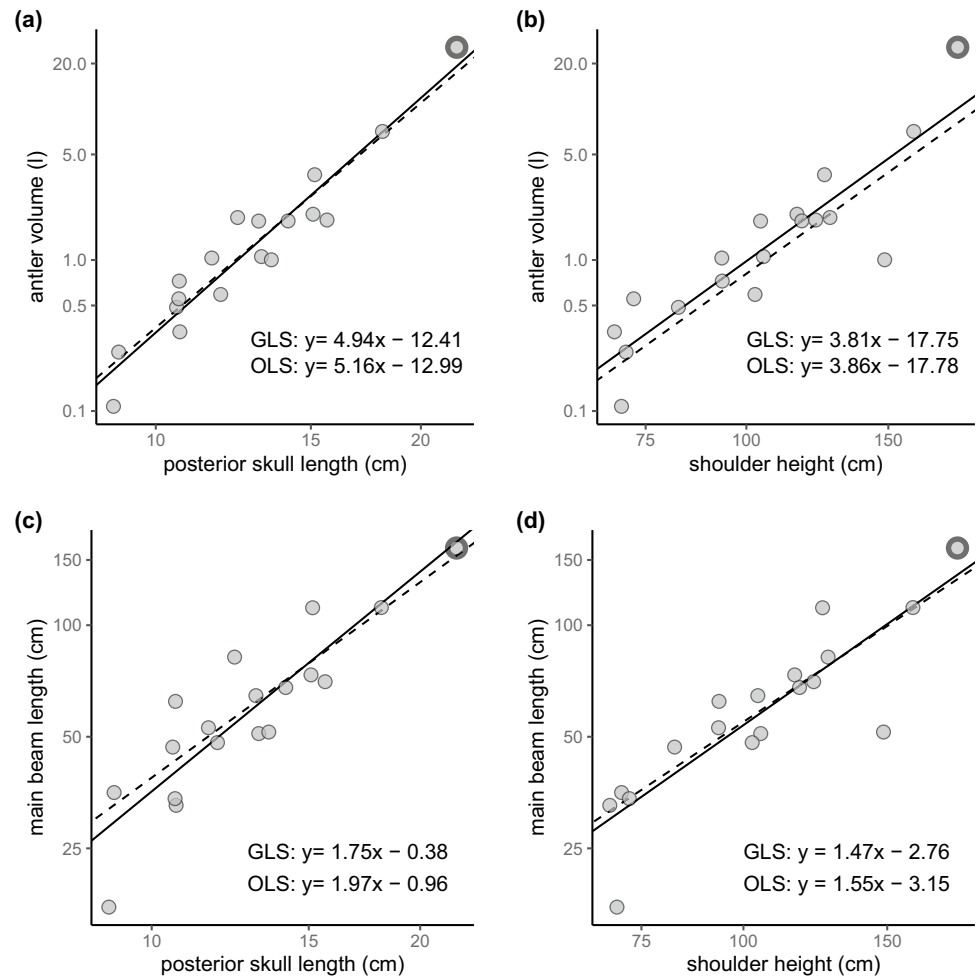 (a)
antler volume (l)
20.0
5.0
1.0
0.5
0.1
GLS: y= 4.94x − 12.41
OLS: y= 5.16x − 12.99
10
15
20
posterior skull length (cm)
(b)
antler volume (l)
20.0
5.0
1.0
0.5
0.1
GLS: y= 3.81x − 17.75
OLS: y= 3.86x − 17.78
75
100
150
shoulder height (cm)
(c)
main beam length (cm)
150
100
50
25
GLS: y= 1.75x − 0.38
OLS: y= 1.97x − 0.96
10
15
20
posterior skull length (cm)
(d)
main beam length (cm)
150
100
50
25
GLS: y = 1.47x − 2.76
OLS: y = 1.55x − 3.15
75
100
150
shoulder height (cm)